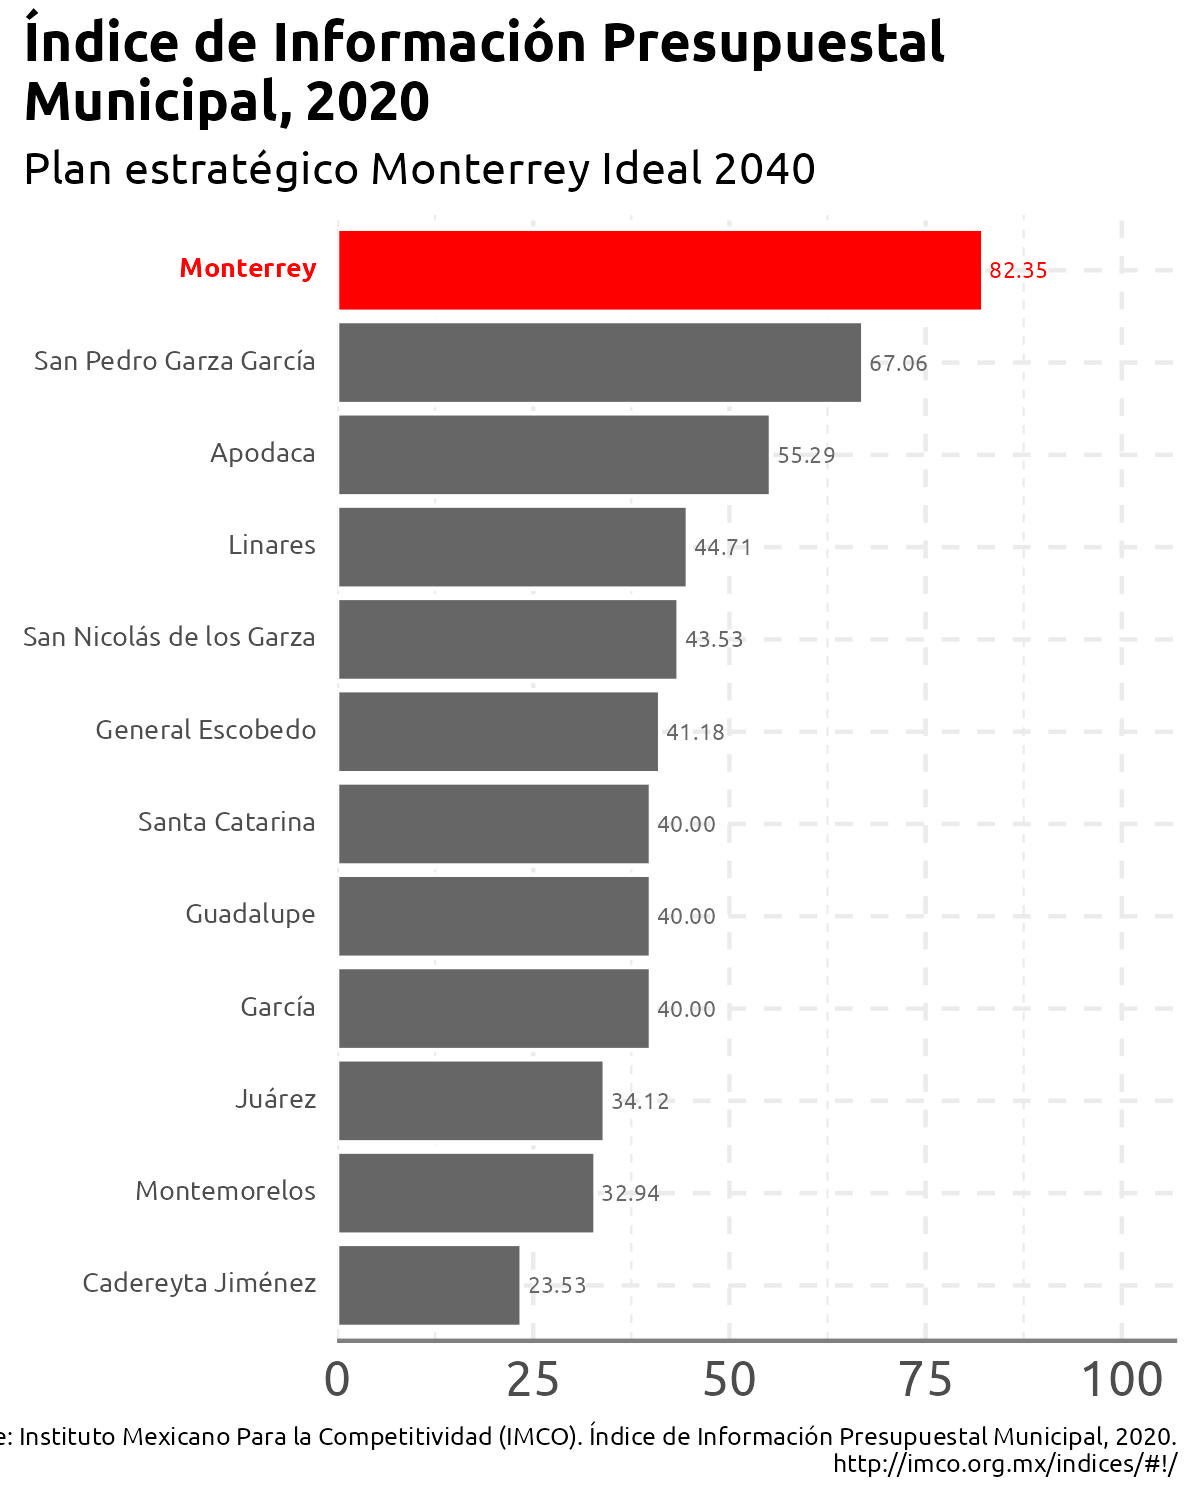 Índice de Información Presupuestal
Municipal, 2020
Plan estratégico Monterrey Ideal 2040
Monterrey 82.35
San Pedro Garza García 67.06
Apodaca 55.29
Linares 44.71
San Nicolás de los Garza 43.53
General Escobedo 41.18
Santa Catarina 40.00
Guadalupe 40.00
García 40.00
Juárez 34.12
Montemorelos 32.94
Cadereyta Jiménez 23.53
0 25 50 75 100
e: Instituto Mexicano Para la Competitividad (IMCO). Índice de Información Presupuestal Municipal, 2020.
http://imco.org.mx/indices/#!/